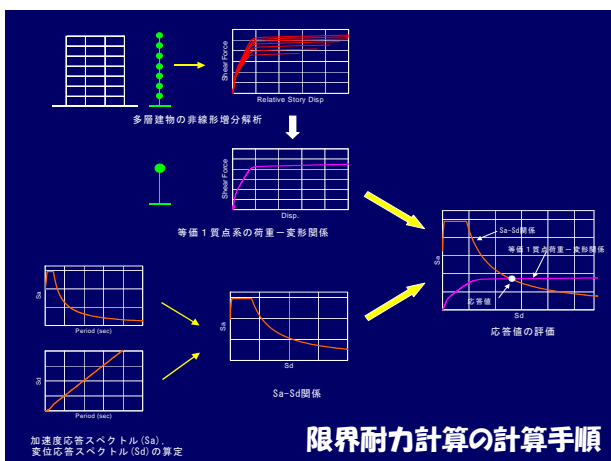 Shear Force
Relative Story Disp
多層建物の非線形増分解析
Shear Force
Disp.
等価１質点系の荷重－変形関係
Sa
Period (sec)
Sd
Period (sec)
加速度応答スペクトル(Sa),
変位応答スペクトル(Sd)の算定
Sa
Sd
Sa-Sd関係
Sa-Sd関係
等価１質点荷重－変形関係
Sa
応答値
Sd
応答値の評価
限界耐力計算の計算手順